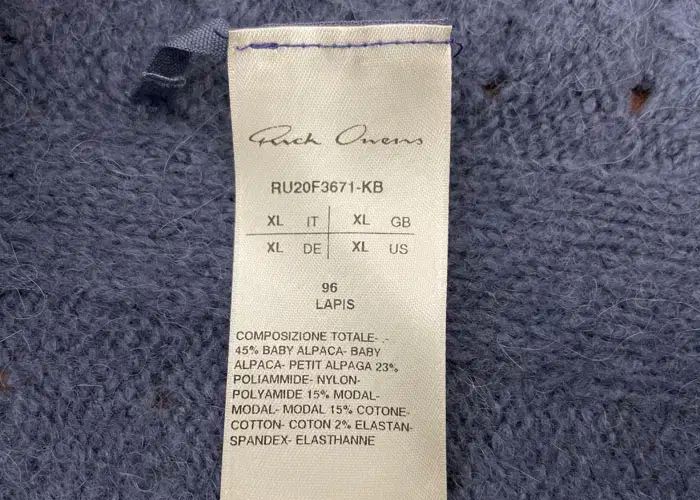 Rick Owens
RU20F3671-KB
XL IT XL GB
XL DE XL US
96
LAPIS
COMPOSIZIONE TOTALE- .-
45% BABY ALPACA- BABY
ALPACA- PETIT ALPAGA 23%
POLIAMMIDE- NYLON-
POLYAMIDE 15% MODAL-
MODAL- MODAL 15% COTONE-
COTTON- COTON 2% ELASTAN-
SPANDEX- ELASTHANNE